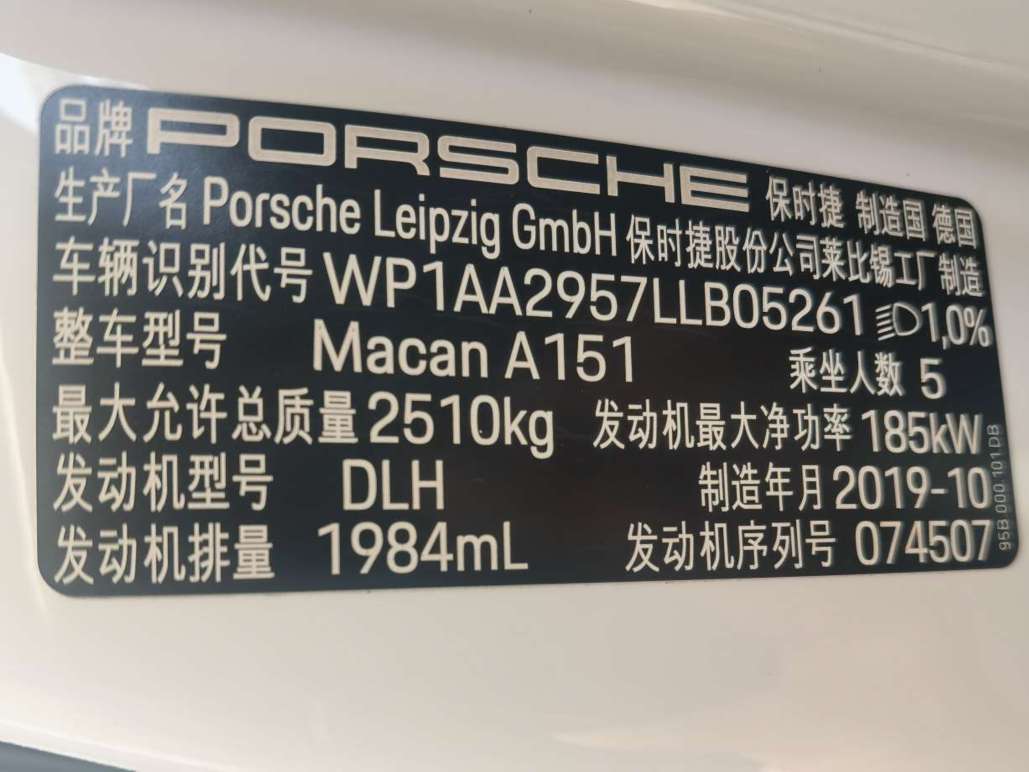 品牌 PORSCHE 保时捷 制造国 德国
生产厂名 Porsche Leipzig GmbH 保时捷股份公司莱比锡工厂制造
车辆识别代号 WP1AA2957LLB05261 1,0%
整车型号 Macan A151 乘坐人数 5
最大允许总质量 2510kg 发动机最大净功率 185kW
发动机型号 DLH 制造年月 2019-10
发动机排量 1984mL 发动机序列号 074507
95B.000.101.DB